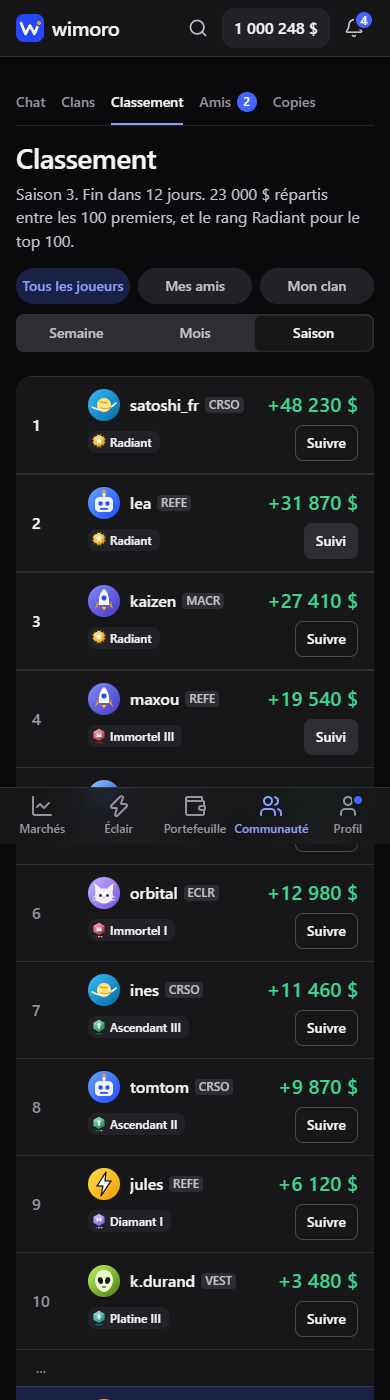 wimoro
1 000 248 $
4
Chat Clans Classement Amis 2 Copies
Classement
Saison 3. Fin dans 12 jours. 23 000 $ répartis
entre les 100 premiers, et le rang Radiant pour le
top 100.
Tous les joueurs Mes amis Mon clan
Semaine Mois Saison
1 satoshi_fr CRSO +48 230 $
Radiant Suivre
2 lea REFE +31 870 $
Radiant Suivi
3 kaizen MACR +27 410 $
Radiant Suivre
4 maxou REFE +19 540 $
Immortel III Suivi
Marchés Éclair Portefeuille Communauté Profil
6 orbital ECLR +12 980 $
Immortel I Suivre
7 ines CRSO +11 460 $
Ascendant III Suivre
8 tomtom CRSO +9 870 $
Ascendant II Suivre
9 jules REFE +6 120 $
Diamant I Suivre
10 k.durand VEST +3 480 $
Platine III Suivre
...